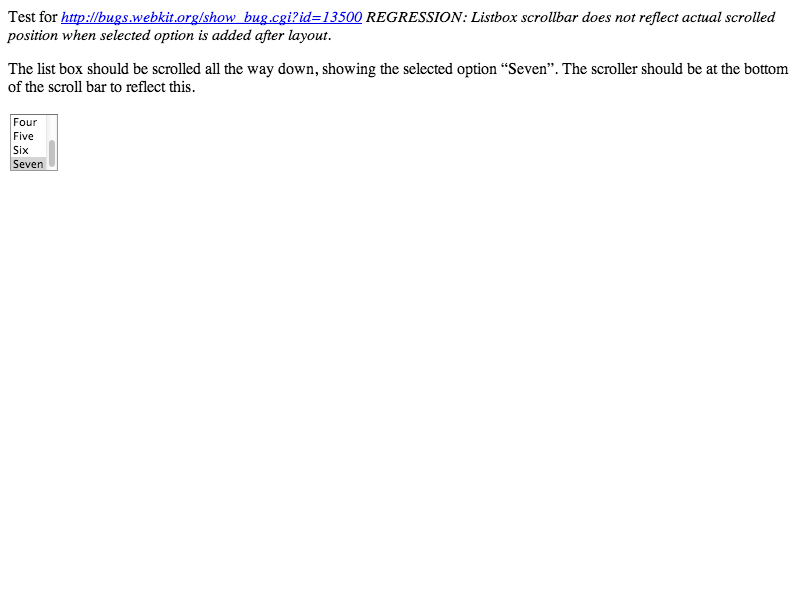 Test for http://bugs.webkit.org/show_bug.cgi?id=13500 REGRESSION: Listbox scrollbar does not reflect actual scrolled
position when selected option is added after layout.
The list box should be scrolled all the way down, showing the selected option “Seven”. The scroller should be at the bottom
of the scroll bar to reflect this.
Four
Five
Six
Seven